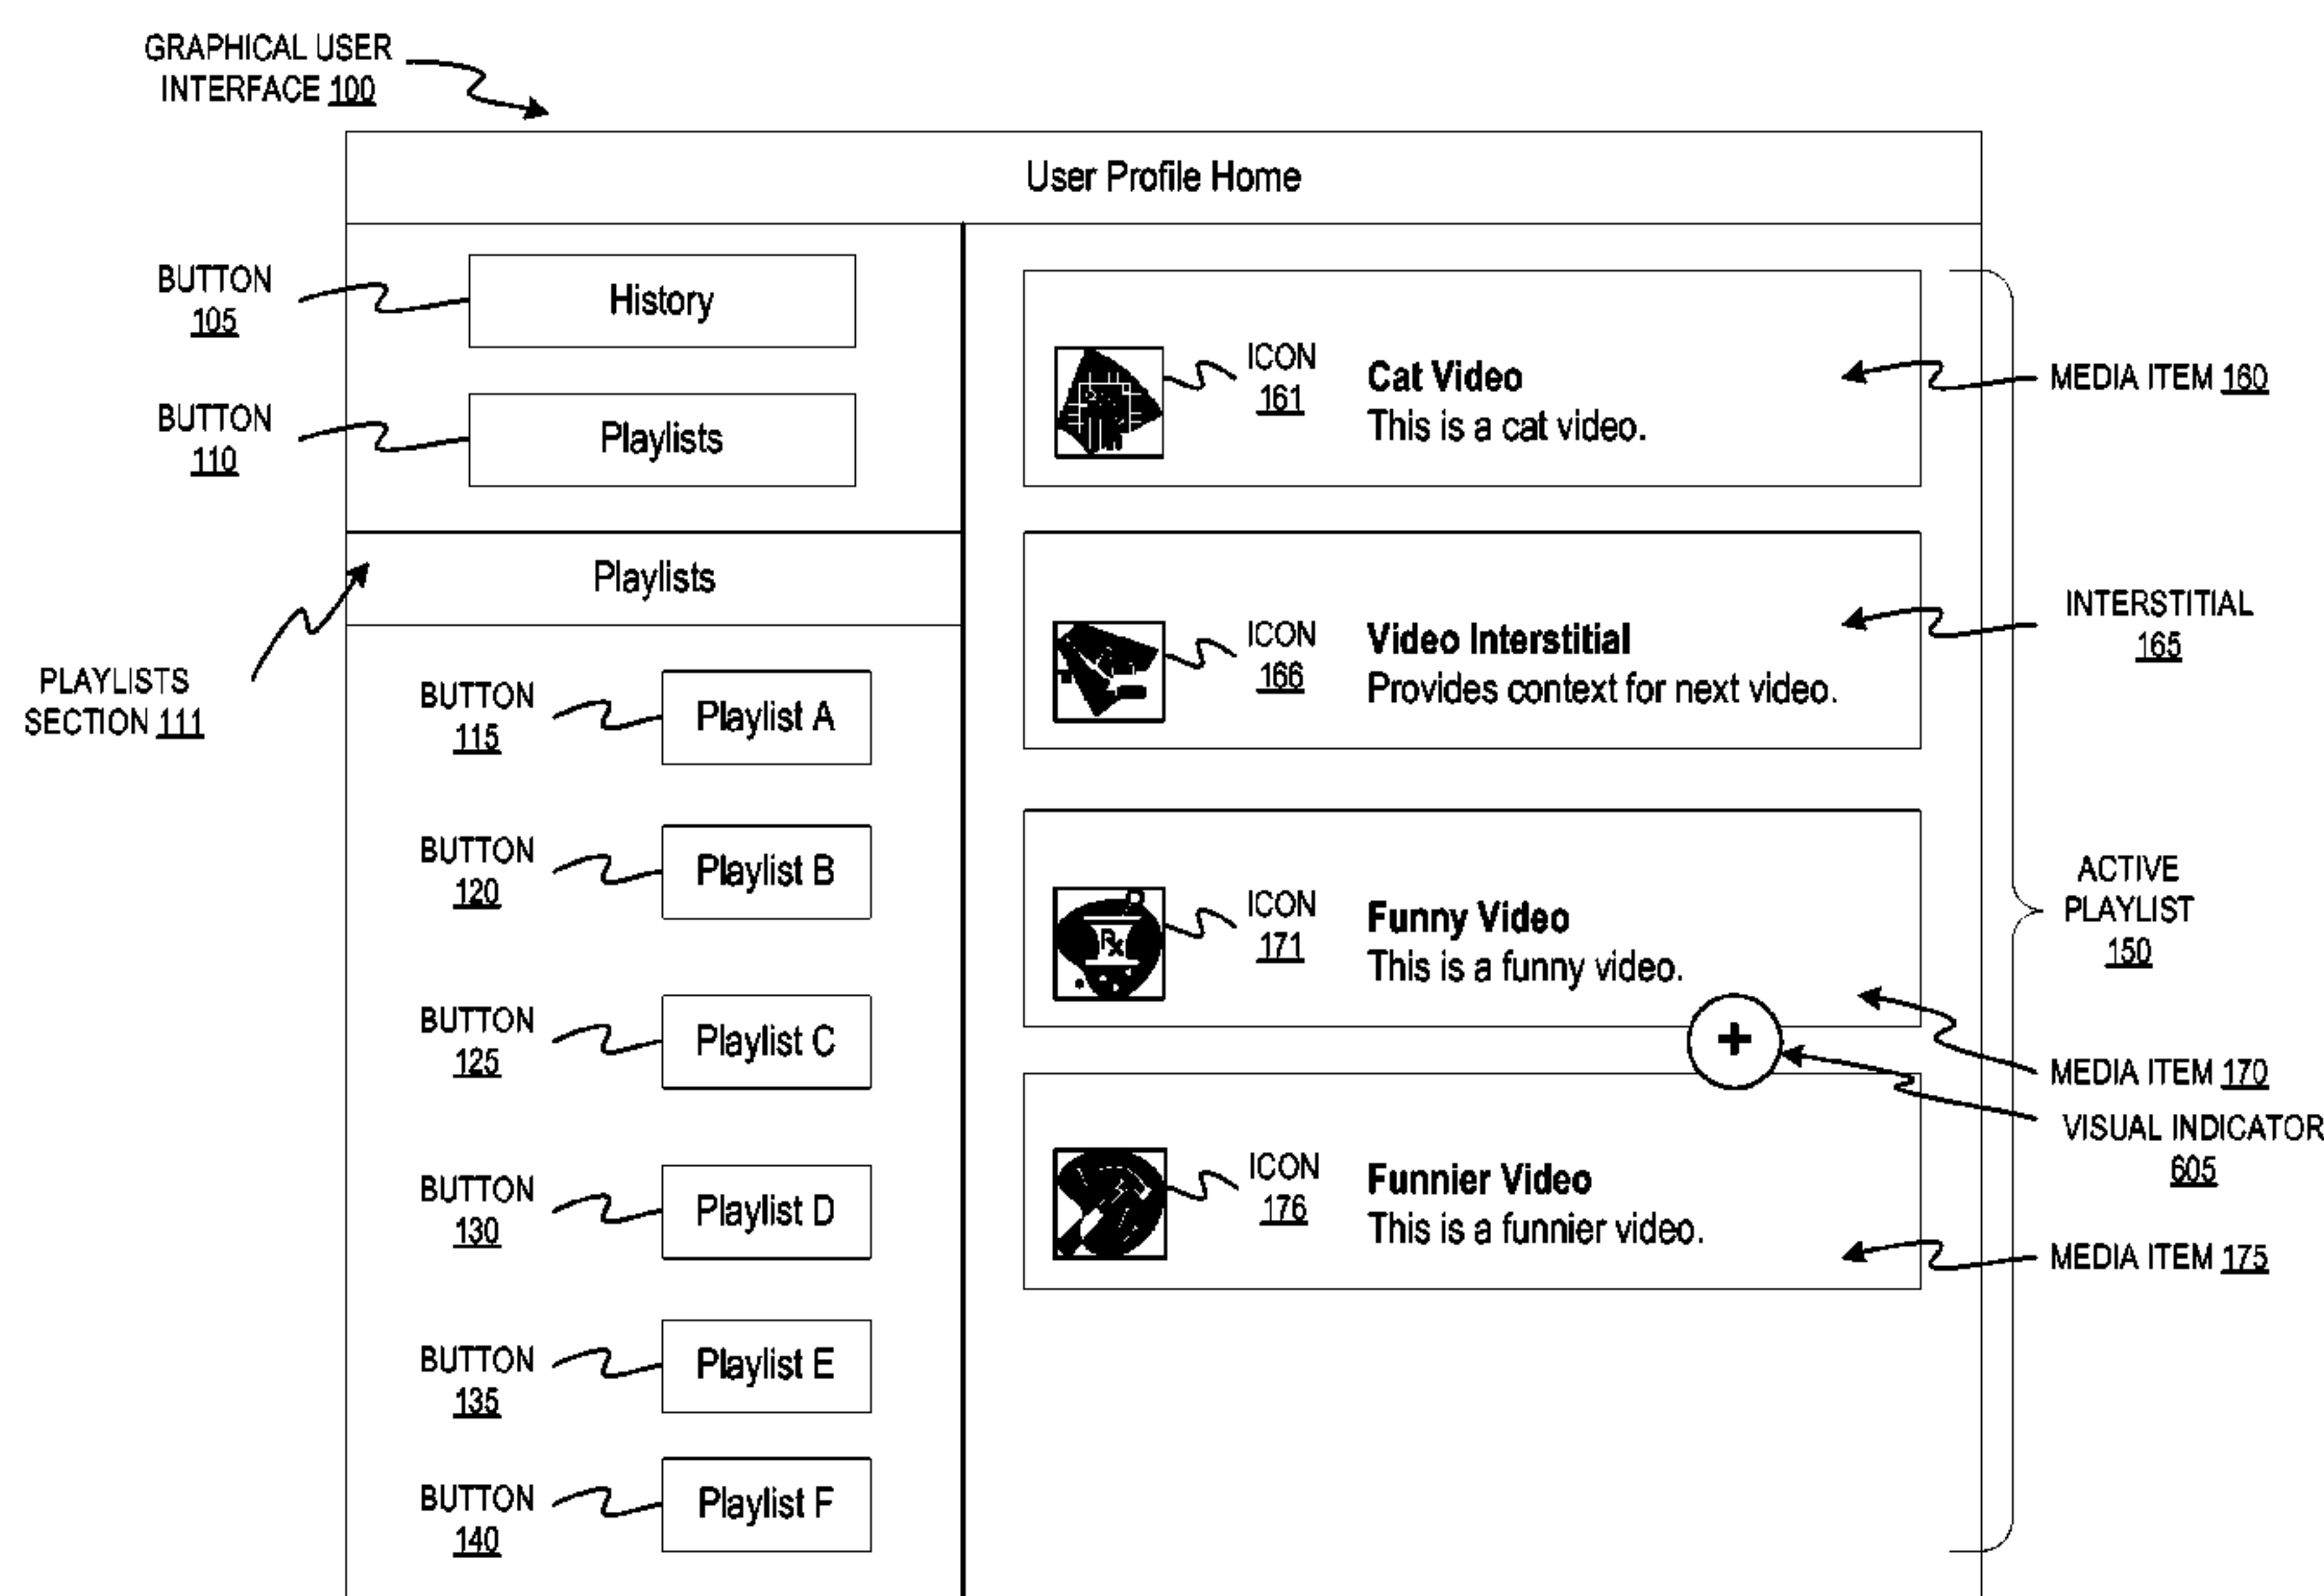 GRAPHICAL USER
INTERFACE 100
User Profile Home
BUTTON
105
History
BUTTON
110
Playlists
PLAYLISTS
SECTION 111
Playlists
BUTTON
115
Playlist A
BUTTON
120
Playlist B
BUTTON
125
Playlist C
BUTTON
130
Playlist D
BUTTON
135
Playlist E
BUTTON
140
Playlist F
ICON
161
Cat Video
This is a cat video.
MEDIA ITEM 160
ICON
166
Video Interstitial
Provides context for next video.
INTERSTITIAL
165
ICON
171
Rx
Funny Video
This is a funny video.
ACTIVE
PLAYLIST
150
+
MEDIA ITEM 170
VISUAL INDICATOR
605
ICON
176
Funnier Video
This is a funnier video.
MEDIA ITEM 175